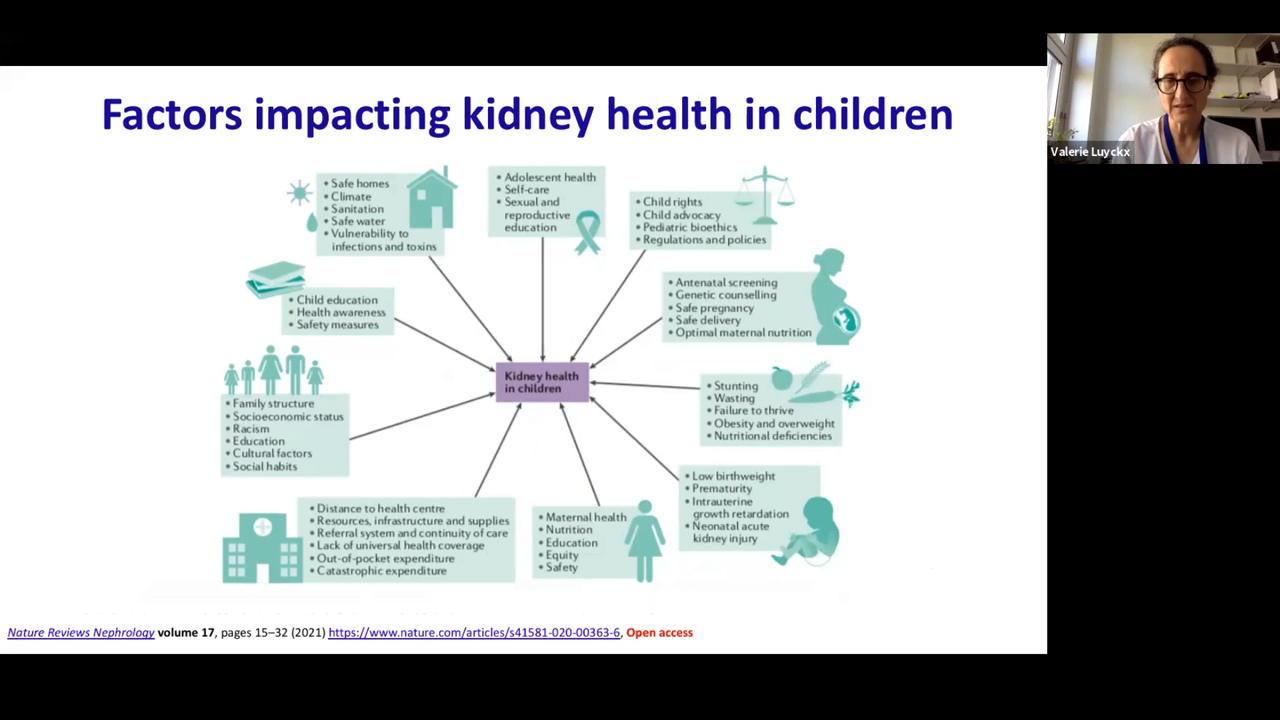 Factors impacting kidney health in children
Valerie Luyckx
• Safe homes
• Climate
• Sanitation
• Safe water
• Vulnerability to
infections and toxins
• Adolescent health
• Self-care
• Sexual and
reproductive
education
• Child rights
• Child advocacy
• Pediatric bioethics
• Regulations and policies
• Child education
• Health awareness
• Safety measures
• Antenatal screening
• Genetic counselling
• Safe pregnancy
• Safe delivery
• Optimal maternal nutrition
Kidney health
in children
• Family structure
• Socioeconomic status
• Racism
• Education
• Cultural factors
• Social habits
• Stunting
• Wasting
• Failure to thrive
• Obesity and overweight
• Nutritional deficiencies
• Distance to health centre
• Resources, infrastructure and supplies
• Referral system and continuity of care
• Lack of universal health coverage
• Out-of-pocket expenditure
• Catastrophic expenditure
• Maternal health
• Nutrition
• Education
• Equity
• Safety
• Low birthweight
• Prematurity
• Intrauterine
growth retardation
• Neonatal acute
kidney injury
Nature Reviews Nephrology volume 17, pages 15–32 (2021) https://www.nature.com/articles/s41581-020-00363-6, Open access